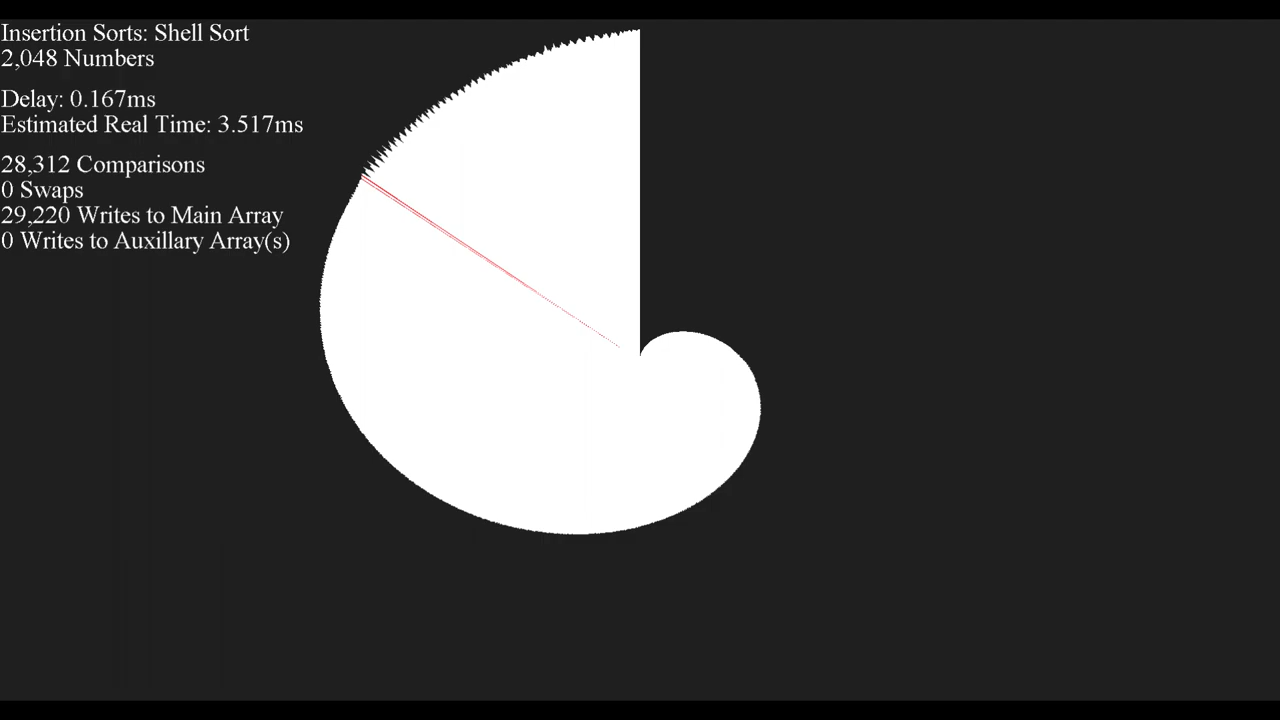 Insertion Sorts: Shell Sort
2,048 Numbers
Delay: 0.167ms
Estimated Real Time: 3.517ms
28,312 Comparisons
0 Swaps
29,220 Writes to Main Array
0 Writes to Auxillary Array(s)